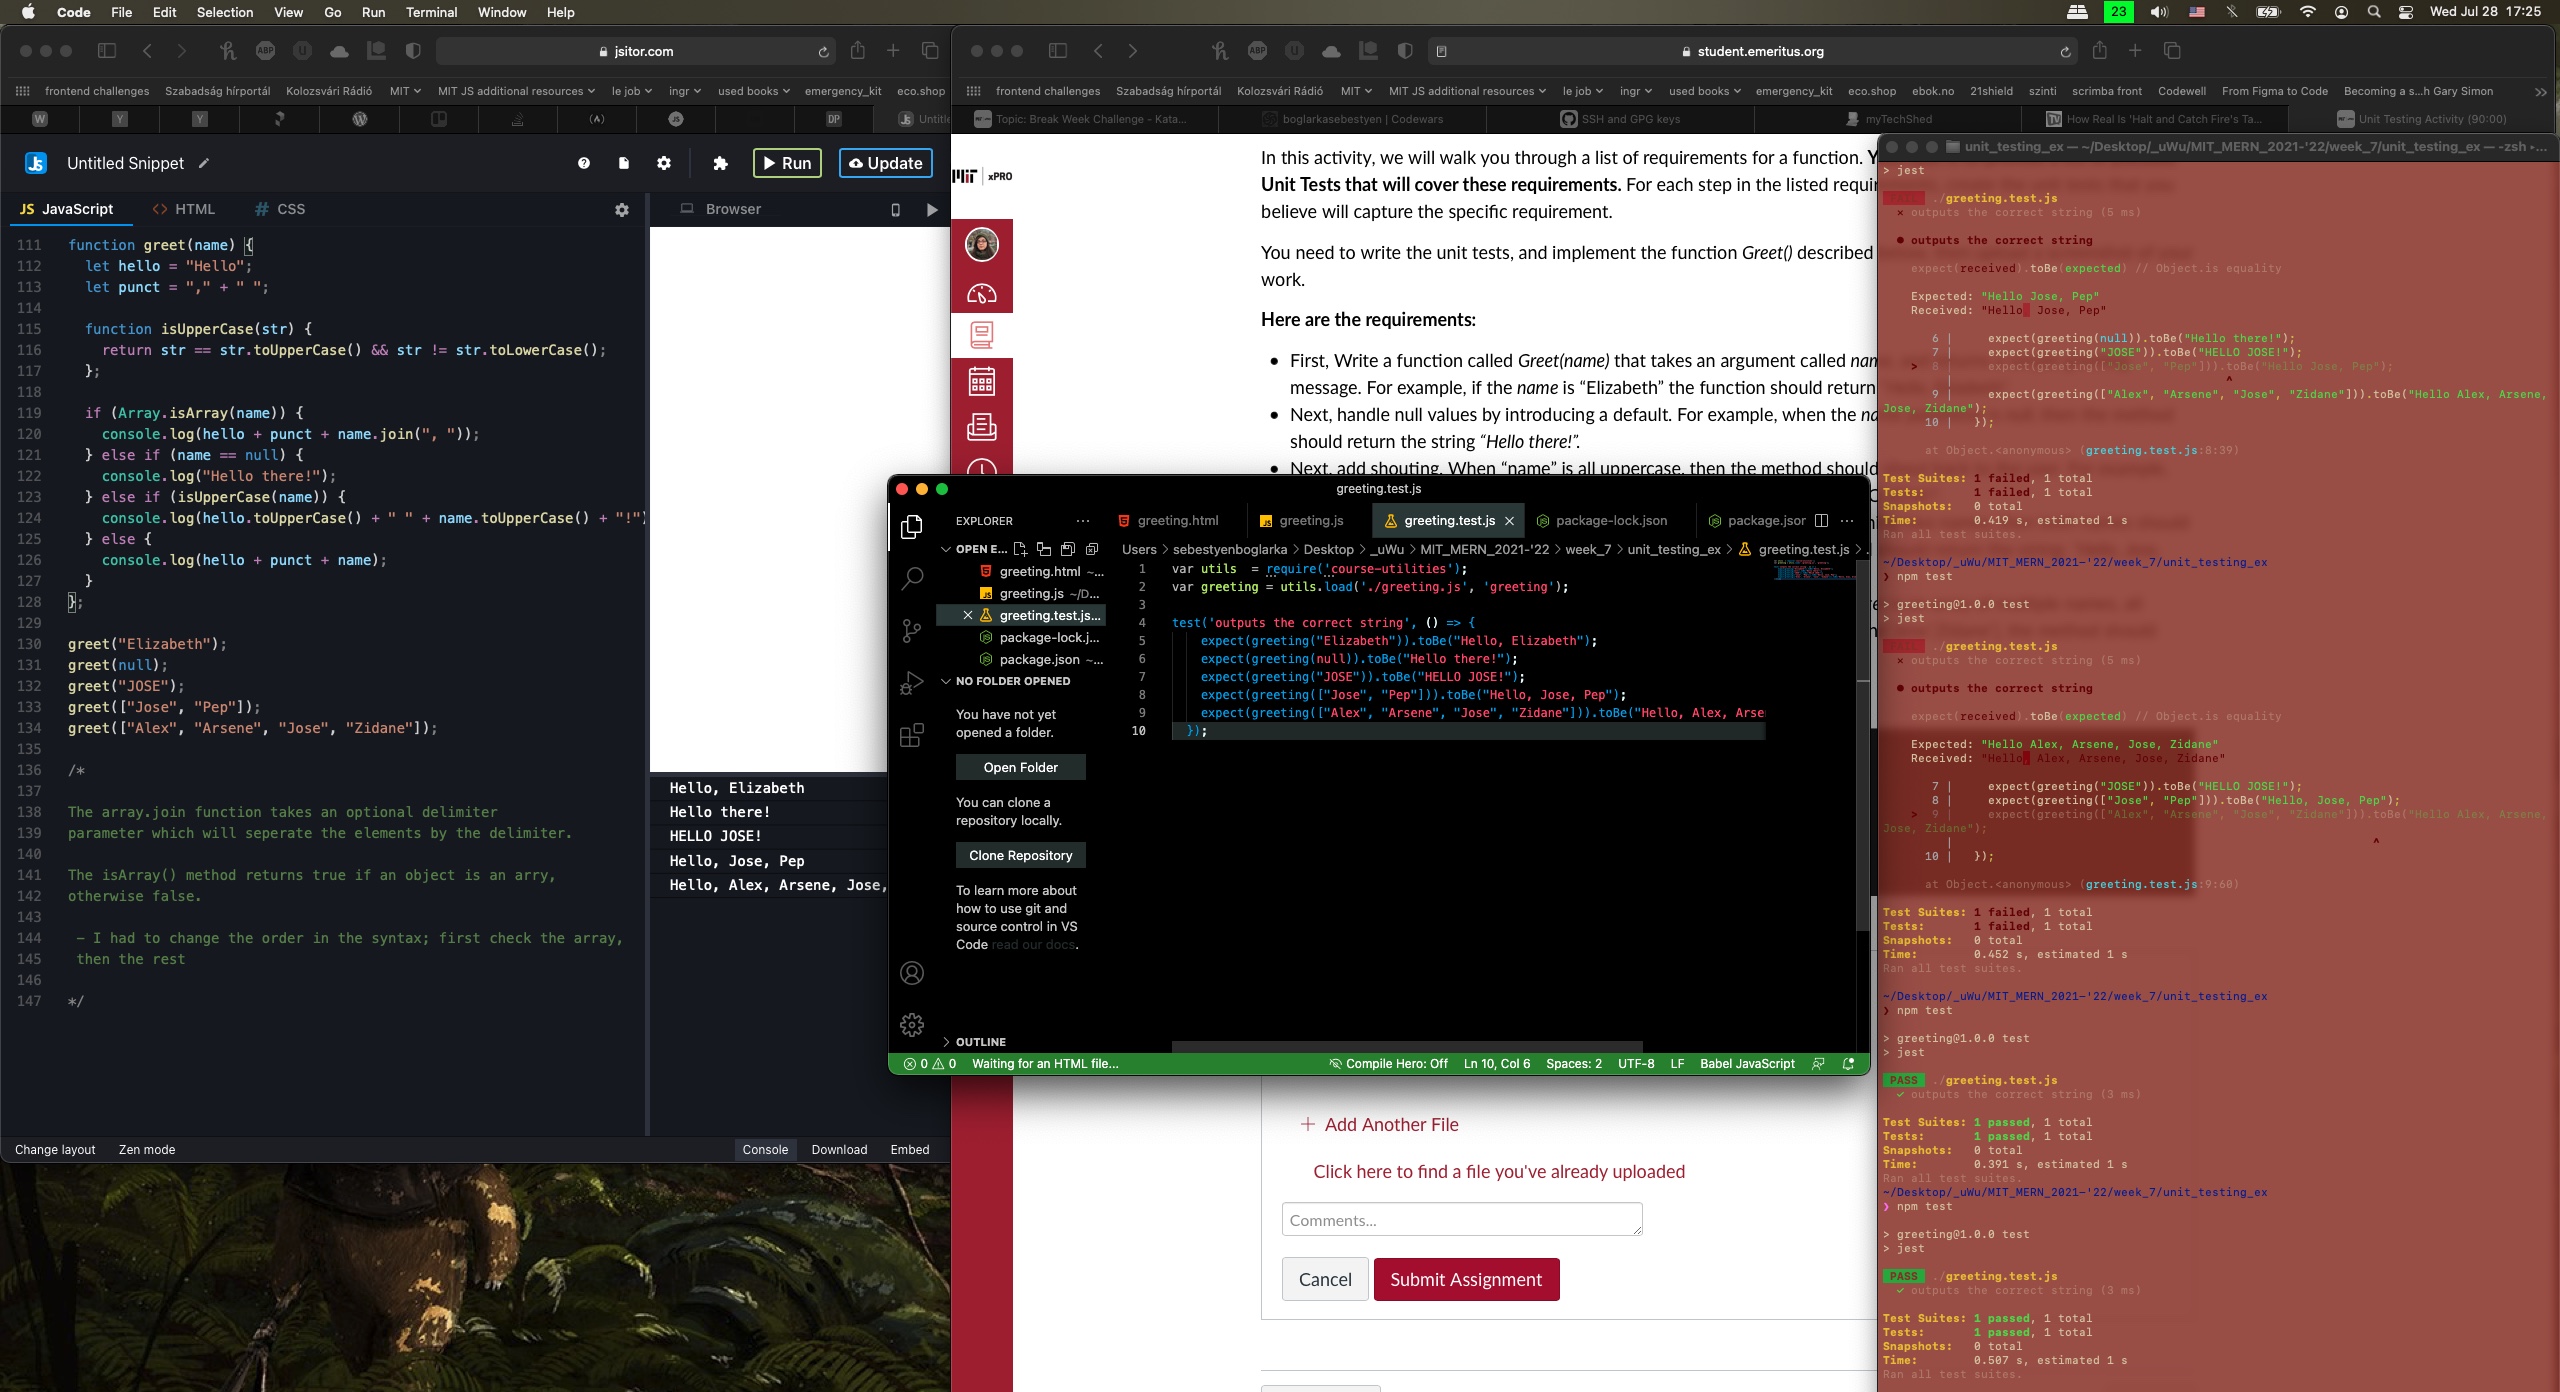 Code File Edit Selection View Go Run Terminal Window Help
23 Wed Jul 28 17:25
jsitor.com
frontend challenges Szabadság hírportál Kolozsvári Rádió MIT MIT JS additional resources le job ingr used books emergency_kit eco.shop
W Y Y DP Untitle
Untitled Snippet Run Update
JS JavaScript <> HTML # CSS
Browser
111 function greet(name) {
112 let hello = "Hello";
113 let punct = "," + " ";
114
115 function isUpperCase(str) {
116 return str == str.toUpperCase() && str != str.toLowerCase();
117 };
118
119 if (Array.isArray(name)) {
120 console.log(hello + punct + name.join(", "));
121 } else if (name == null) {
122 console.log("Hello there!");
123 } else if (isUpperCase(name)) {
124 console.log(hello.toUpperCase() + " " + name.toUpperCase() + "!")
125 } else {
126 console.log(hello + punct + name);
127 }
128 };
129
130 greet("Elizabeth");
131 greet(null);
132 greet("JOSE");
133 greet(["Jose", "Pep"]);
134 greet(["Alex", "Arsene", "Jose", "Zidane"]);
135
136 /*
137
138 The array.join function takes an optional delimiter
139 parameter which will seperate the elements by the delimiter.
140
141 The isArray() method returns true if an object is an arry,
142 otherwise false.
143
144 – I had to change the order in the syntax; first check the array,
145 then the rest
146
147 */
Hello, Elizabeth
Hello there!
HELLO JOSE!
Hello, Jose, Pep
Hello, Alex, Arsene, Jose,
Change layout Zen mode Console Download Embed
student.emeritus.org
frontend challenges Szabadság hírportál Kolozsvári Rádió MIT MIT JS additional resources le job ingr used books emergency_kit eco.shop ebok.no 21shield szinti scrimba front Codewell From Figma to Code Becoming a s...h Gary Simon
Topic: Break Week Challenge - Kata... boglarkasebestyen | Codewars SSH and GPG keys myTechShed How Real Is 'Halt and Catch Fire's Ta... Unit Testing Activity (90:00)
MIT xPRO
In this activity, we will walk you through a list of requirements for a function. Y
Unit Tests that will cover these requirements. For each step in the listed requir
believe will capture the specific requirement.
You need to write the unit tests, and implement the function Greet() described
work.
Here are the requirements:
• First, Write a function called Greet(name) that takes an argument called nam
message. For example, if the name is “Elizabeth” the function should return
• Next, handle null values by introducing a default. For example, when the na
should return the string “Hello there!”.
• Next, add shouting. When “name” is all uppercase, then the method should
greeting.test.js
EXPLORER
greeting.html greeting.js greeting.test.js package-lock.json package.jsor
OPEN E...
greeting.html ~...
greeting.js ~/D...
greeting.test.js...
package-lock.j...
package.json ~...
NO FOLDER OPENED
You have not yet
opened a folder.
Open Folder
You can clone a
repository locally.
Clone Repository
To learn more about
how to use git and
source control in VS
Code read our docs.
OUTLINE
Users > sebestyenboglarka > Desktop > _uWu > MIT_MERN_2021-'22 > week_7 > unit_testing_ex > greeting.test.js > .
1 var utils = require('course-utilities');
2 var greeting = utils.load('./greeting.js', 'greeting');
3
4 test('outputs the correct string', () => {
5 expect(greeting("Elizabeth")).toBe("Hello, Elizabeth");
6 expect(greeting(null)).toBe("Hello there!");
7 expect(greeting("JOSE")).toBe("HELLO JOSE!");
8 expect(greeting(["Jose", "Pep"])).toBe("Hello, Jose, Pep");
9 expect(greeting(["Alex", "Arsene", "Jose", "Zidane"])).toBe("Hello, Alex, Arse
10 });
0 0 Waiting for an HTML file... Compile Hero: Off Ln 10, Col 6 Spaces: 2 UTF-8 LF Babel JavaScript
+ Add Another File
Click here to find a file you've already uploaded
Comments...
Cancel Submit Assignment
unit_testing_ex — ~/Desktop/_uWu/MIT_MERN_2021-'22/week_7/unit_testing_ex — -zsh ▸...
> jest
./greeting.test.js
× outputs the correct string (5 ms)
● outputs the correct string
expect(received).toBe(expected) // Object.is equality
Expected: "Hello Jose, Pep"
Received: "Hello, Jose, Pep"
6 | expect(greeting(null)).toBe("Hello there!");
7 | expect(greeting("JOSE")).toBe("HELLO JOSE!");
> 8 | expect(greeting(["Jose", "Pep"])).toBe("Hello Jose, Pep");
| ^
9 | expect(greeting(["Alex", "Arsene", "Jose", "Zidane"])).toBe("Hello Alex, Arsene,
Jose, Zidane");
10 | });
at Object.<anonymous> (greeting.test.js:8:39)
Test Suites: 1 failed, 1 total
Tests: 1 failed, 1 total
Snapshots: 0 total
Time: 0.419 s, estimated 1 s
Ran all test suites.
~/Desktop/_uWu/MIT_MERN_2021-'22/week_7/unit_testing_ex
❯ npm test
> greeting@1.0.0 test
> jest
./greeting.test.js
× outputs the correct string (5 ms)
● outputs the correct string
expect(received).toBe(expected) // Object.is equality
Expected: "Hello Alex, Arsene, Jose, Zidane"
Received: "Hello, Alex, Arsene, Jose, Zidane"
7 | expect(greeting("JOSE")).toBe("HELLO JOSE!");
8 | expect(greeting(["Jose", "Pep"])).toBe("Hello, Jose, Pep");
> 9 | expect(greeting(["Alex", "Arsene", "Jose", "Zidane"])).toBe("Hello Alex, Arsene,
Jose, Zidane");
| ^
10 | });
at Object.<anonymous> (greeting.test.js:9:60)
Test Suites: 1 failed, 1 total
Tests: 1 failed, 1 total
Snapshots: 0 total
Time: 0.452 s, estimated 1 s
Ran all test suites.
~/Desktop/_uWu/MIT_MERN_2021-'22/week_7/unit_testing_ex
❯ npm test
> greeting@1.0.0 test
> jest
PASS ./greeting.test.js
✓ outputs the correct string (3 ms)
Test Suites: 1 passed, 1 total
Tests: 1 passed, 1 total
Snapshots: 0 total
Time: 0.391 s, estimated 1 s
Ran all test suites.
~/Desktop/_uWu/MIT_MERN_2021-'22/week_7/unit_testing_ex
❯ npm test
> greeting@1.0.0 test
> jest
PASS ./greeting.test.js
✓ outputs the correct string (3 ms)
Test Suites: 1 passed, 1 total
Tests: 1 passed, 1 total
Snapshots: 0 total
Time: 0.507 s, estimated 1 s
Ran all test suites.